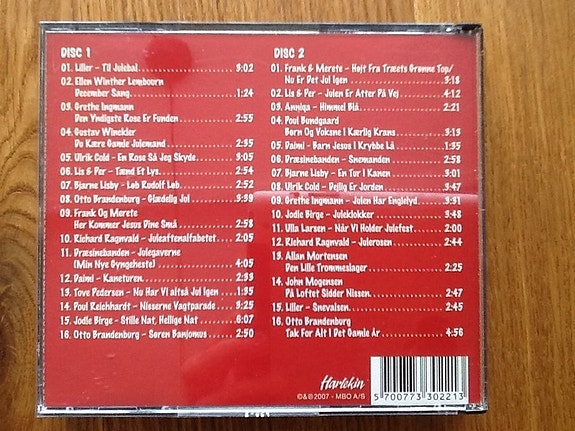 DISC 1
01. Liller - Til Julebal 3:02
02. Ellen Winther Lembourn
December Sang 1:24
03. Grethe Ingmann
Den Yndigste Rose Er Funden 2:55
04. Gustav Winckler
Du Kære Gamle Julemand 2:35
05. Ulrik Cold - En Rose Så Jeg Skyde 3:05
06. Lis & Per - Tænd Et Lys 2:54
07. Bjarne Lisby - Løb Rudolf Løb 2:52
08. Otto Brandenburg - Glædelig Jul 3:39
09. Frank Og Merete
Her Kommer Jesus Dine Små 2:58
10. Richard Ragnvald - Juleaftenalfabetet 2:05
11. Dræsinebanden - Julegaverne
(Min Nye Gyngeheste) 4:05
12. Daimi - Kaneturen 2:33
13. Tove Pedersen - Nu Har Vi altså Jul Igen 1:35
14. Poul Reichhardt - Nisserne Vagtparade 3:25
15. Jodle Birge - Stille Nat, Hellige Nat 6:07
16. Otto Brandenburg - Søren Banjomus 2:50
DISC 2
01. Frank & Merete - Højt Fra Træets Grønne Top/
Nu Er Det Jul Igen 3:18
02. Lis & Per - Julen Er Atter På Vej 4:12
03. Anniqa - Himmel Blå 2:21
04. Poul Bundgaard
Børn Og Voksne I Kærlig Krans 3:13
05. Daimi - Barn Jesus I Krybbe Lå 1:35
06. Dræsinebanden - Snemanden 2:58
07. Bjarne Lisby - En Tur I Kanen 3:31
08. Ulrik Cold - Dejlig Er Jorden 3:47
09. Grethe Ingmann - Julen Har Englelyd 3:31
10. Jodle Birge - Juleklokker 3:48
11. Ulla Larsen - Når Vi Holder Julefest 2:00
12. Richard Ragnvald - Julerosen 2:44
13. Allan Mortensen
Den Lille Trommeslager 2:25
14. John Mogensen
På Loftet Sidder Nissen 2:47
15. Liller - Snevalsen 2:45
16. Otto Brandenburg
Tak For Alt I Det Gamle År 4:56
Harlekin
©&℗2007 - MBO A/S
5 700773 302213